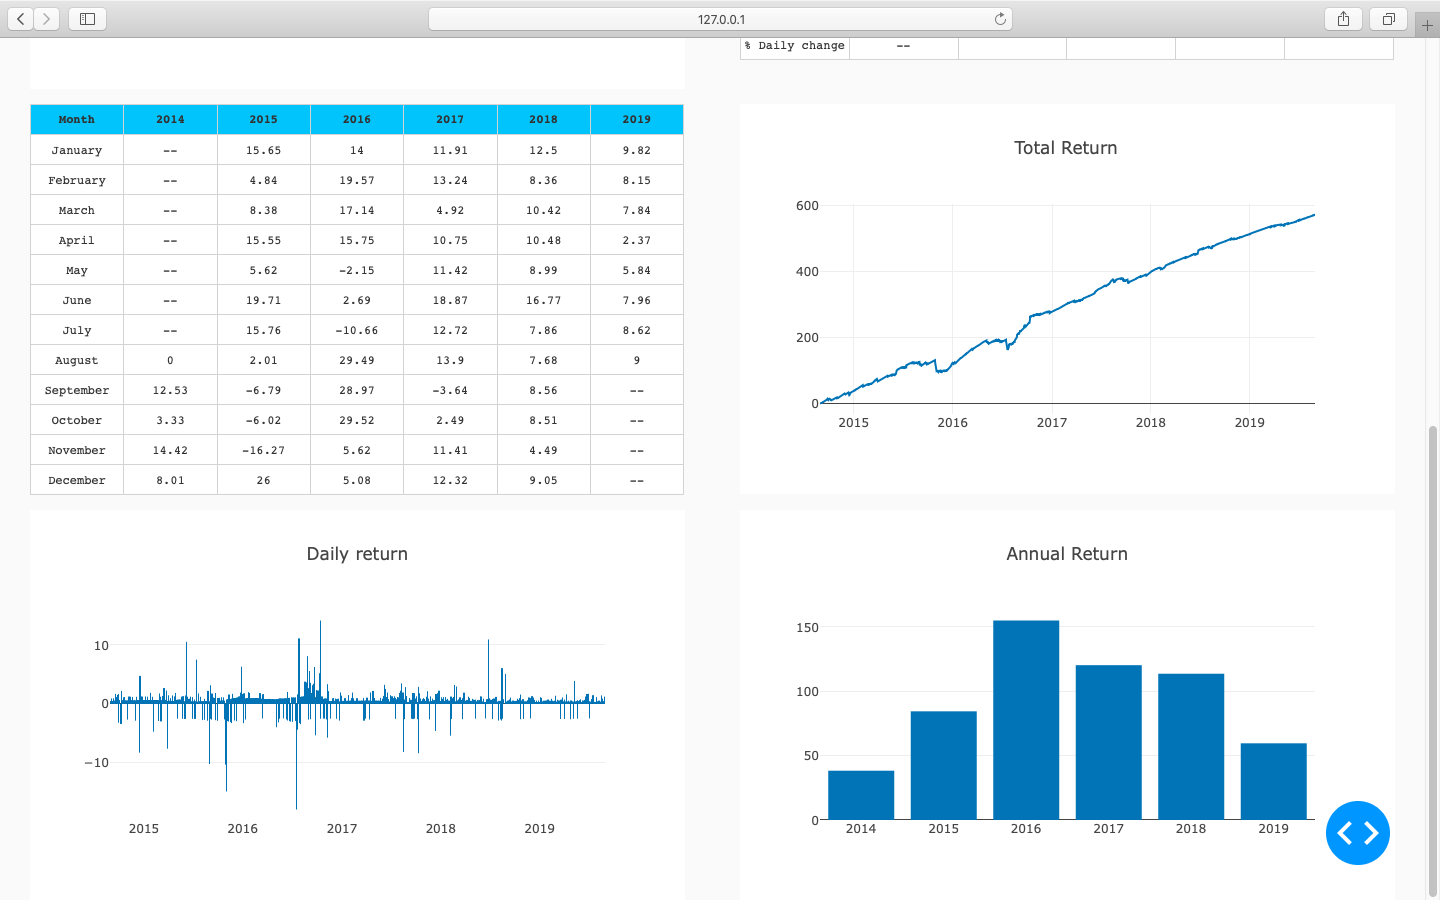 127.0.0.1
% Daily change --
Month 2014 2015 2016 2017 2018 2019
January -- 15.65 14 11.91 12.5 9.82
February -- 4.84 19.57 13.24 8.36 8.15
March -- 8.38 17.14 4.92 10.42 7.84
April -- 15.55 15.75 10.75 10.48 2.37
May -- 5.62 -2.15 11.42 8.99 5.84
June -- 19.71 2.69 18.87 16.77 7.96
July -- 15.76 -10.66 12.72 7.86 8.62
August 0 2.01 29.49 13.9 7.68 9
September 12.53 -6.79 28.97 -3.64 8.56 --
October 3.33 -6.02 29.52 2.49 8.51 --
November 14.42 -16.27 5.62 11.41 4.49 --
December 8.01 26 5.08 12.32 9.05 --
Total Return
600
400
200
0
2015 2016 2017 2018 2019
Daily return
10
0
−10
2015 2016 2017 2018 2019
Annual Return
150
100
50
0
2014 2015 2016 2017 2018 2019